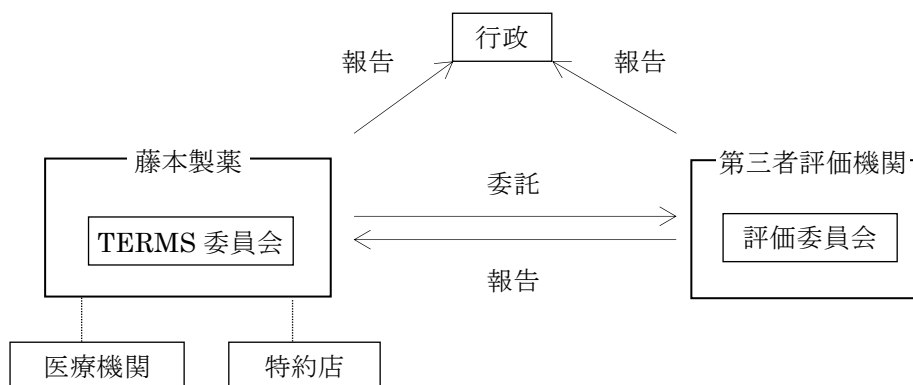 行政
報告
報告
藤本製薬
第三者評価機関
委託
TERMS 委員会
評価委員会
報告
医療機関
特約店